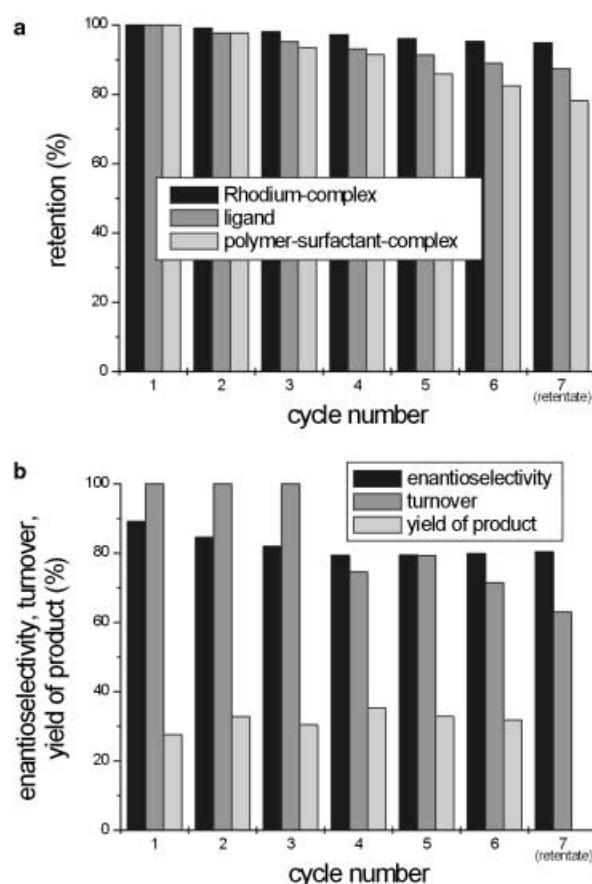 a
retention (%)
100
80
60
40
20
0
Rhodium-complex
ligand
polymer-surfactant-complex
1 2 3 4 5 6 7
(retentate)
cycle number
b
enantioselectivity, turnover,
yield of product (%)
100
80
60
40
20
0
enantioselectivity
turnover
yield of product
1 2 3 4 5 6 7
(retentate)
cycle number